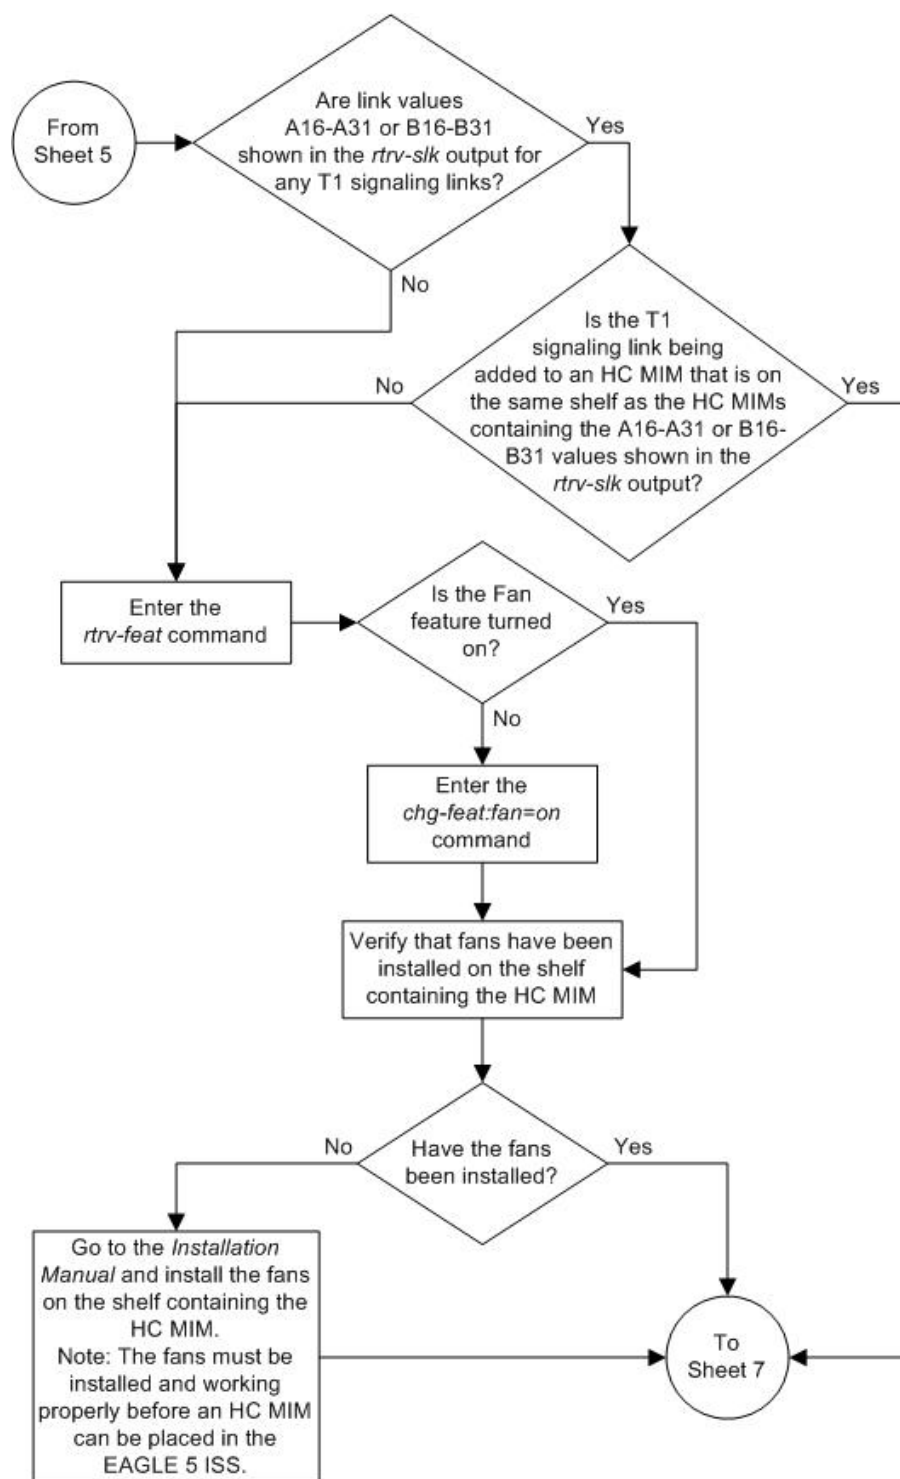 From
Sheet 5
Are link values
A16-A31 or B16-B31
shown in the rtrv-slk output for
any T1 signaling links?
Yes
No
Is the T1
signaling link being
added to an HC MIM that is on
the same shelf as the HC MIMs
containing the A16-A31 or B16-
B31 values shown in the
rtrv-slk output?
No
Yes
Enter the
rtrv-feat command
Is the Fan
feature turned
on?
Yes
No
Enter the
chg-feat:fan=on
command
Verify that fans have been
installed on the shelf
containing the HC MIM
Have the fans
been installed?
No
Yes
Go to the Installation
Manual and install the fans
on the shelf containing the
HC MIM.
Note: The fans must be
installed and working
properly before an HC MIM
can be placed in the
EAGLE 5 ISS.
To
Sheet 7